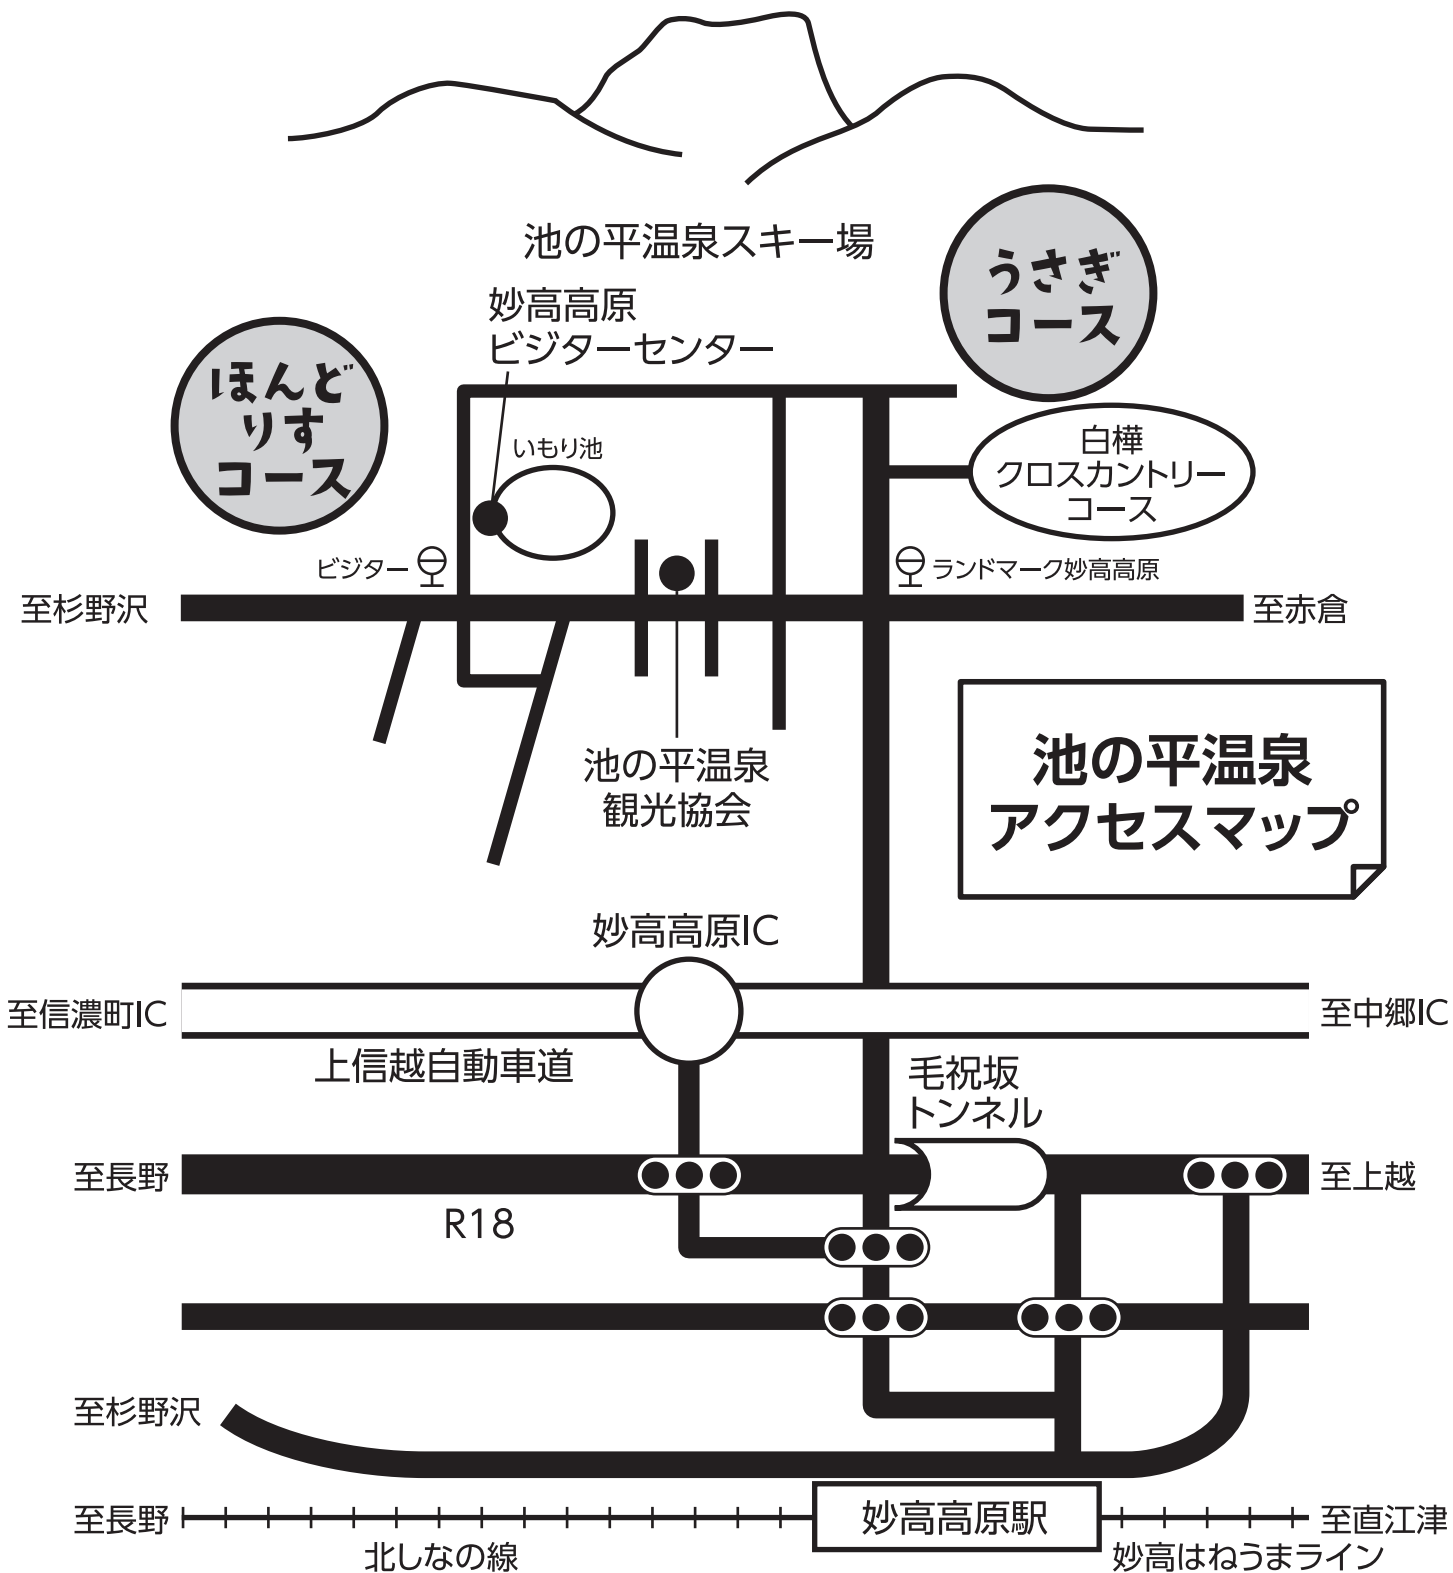 池の平温泉スキー場
うさぎ
コース
妙高高原
ビジターセンター
ほんど
りす
コース
いもり池
白樺
クロスカントリー
コース
ビジター
ランドマーク妙高高原
至杉野沢
至赤倉
池の平温泉
アクセスマップ
池の平温泉
観光協会
妙高高原IC
至信濃町IC
至中郷IC
上信越自動車道
毛祝坂
トンネル
至長野
至上越
R18
至杉野沢
至長野
妙高高原駅
至直江津
北しなの線
妙高はねうまライン